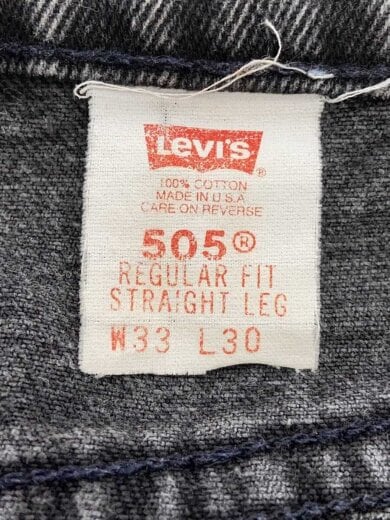 Levi's®
100% COTTON
MADE IN U.S.A
CARE ON REVERSE
505®
REGULAR FIT
STRAIGHT LEG
W33 L30